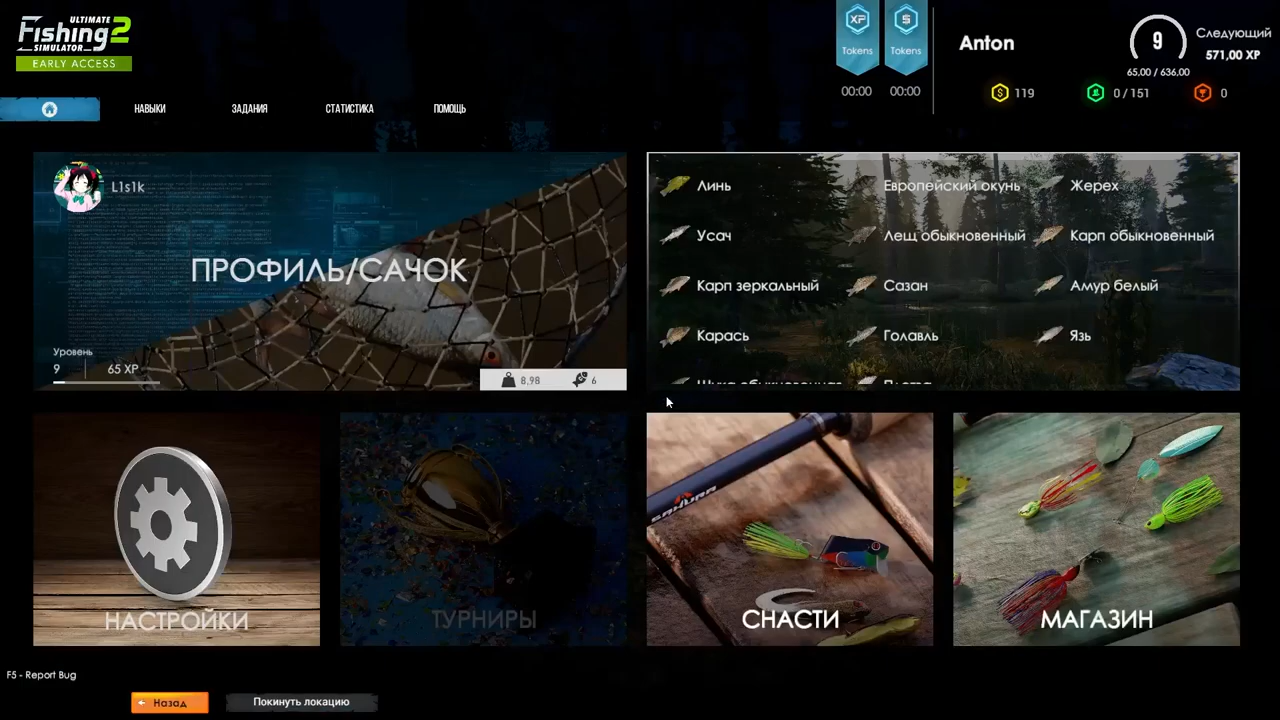 ULTIMATE
Fishing 2
SIMULATOR
EARLY ACCESS
XP
Tokens
00:00
S
Tokens
00:00
Anton
9
65,00 / 636,00
Следующий
571,00 XP
119
0 / 151
0
НАВЫКИ
ЗАДАНИЯ
СТАТИСТИКА
ПОМОЩЬ
L1s1k
ПРОФИЛЬ/САЧОК
Уровень
9
65 XP
8,98
6
Линь
Европейский окунь
Жерех
Усач
Лещ обыкновенный
Карп обыкновенный
Карп зеркальный
Сазан
Амур белый
Карась
Голавль
Язь
НАСТРОЙКИ
ТУРНИРЫ
SAKURA
СНАСТИ
МАГАЗИН
F5 - Report Bug
Назад
Покинуть локацию